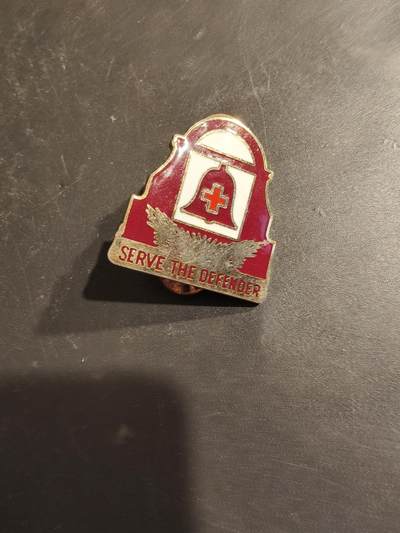 SERVE THE DEFENDER